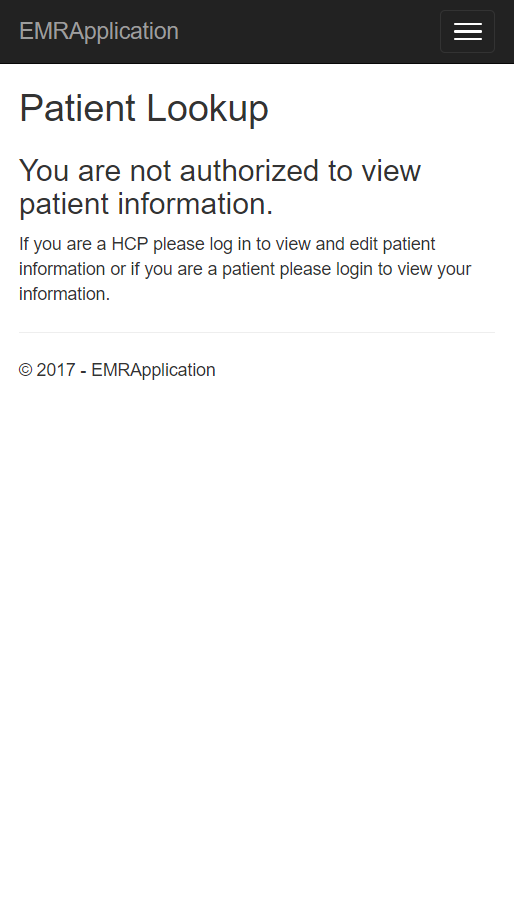 EMRApplication
Patient Lookup
You are not authorized to view
patient information.
If you are a HCP please log in to view and edit patient
information or if you are a patient please login to view your
information.
© 2017 - EMRApplication